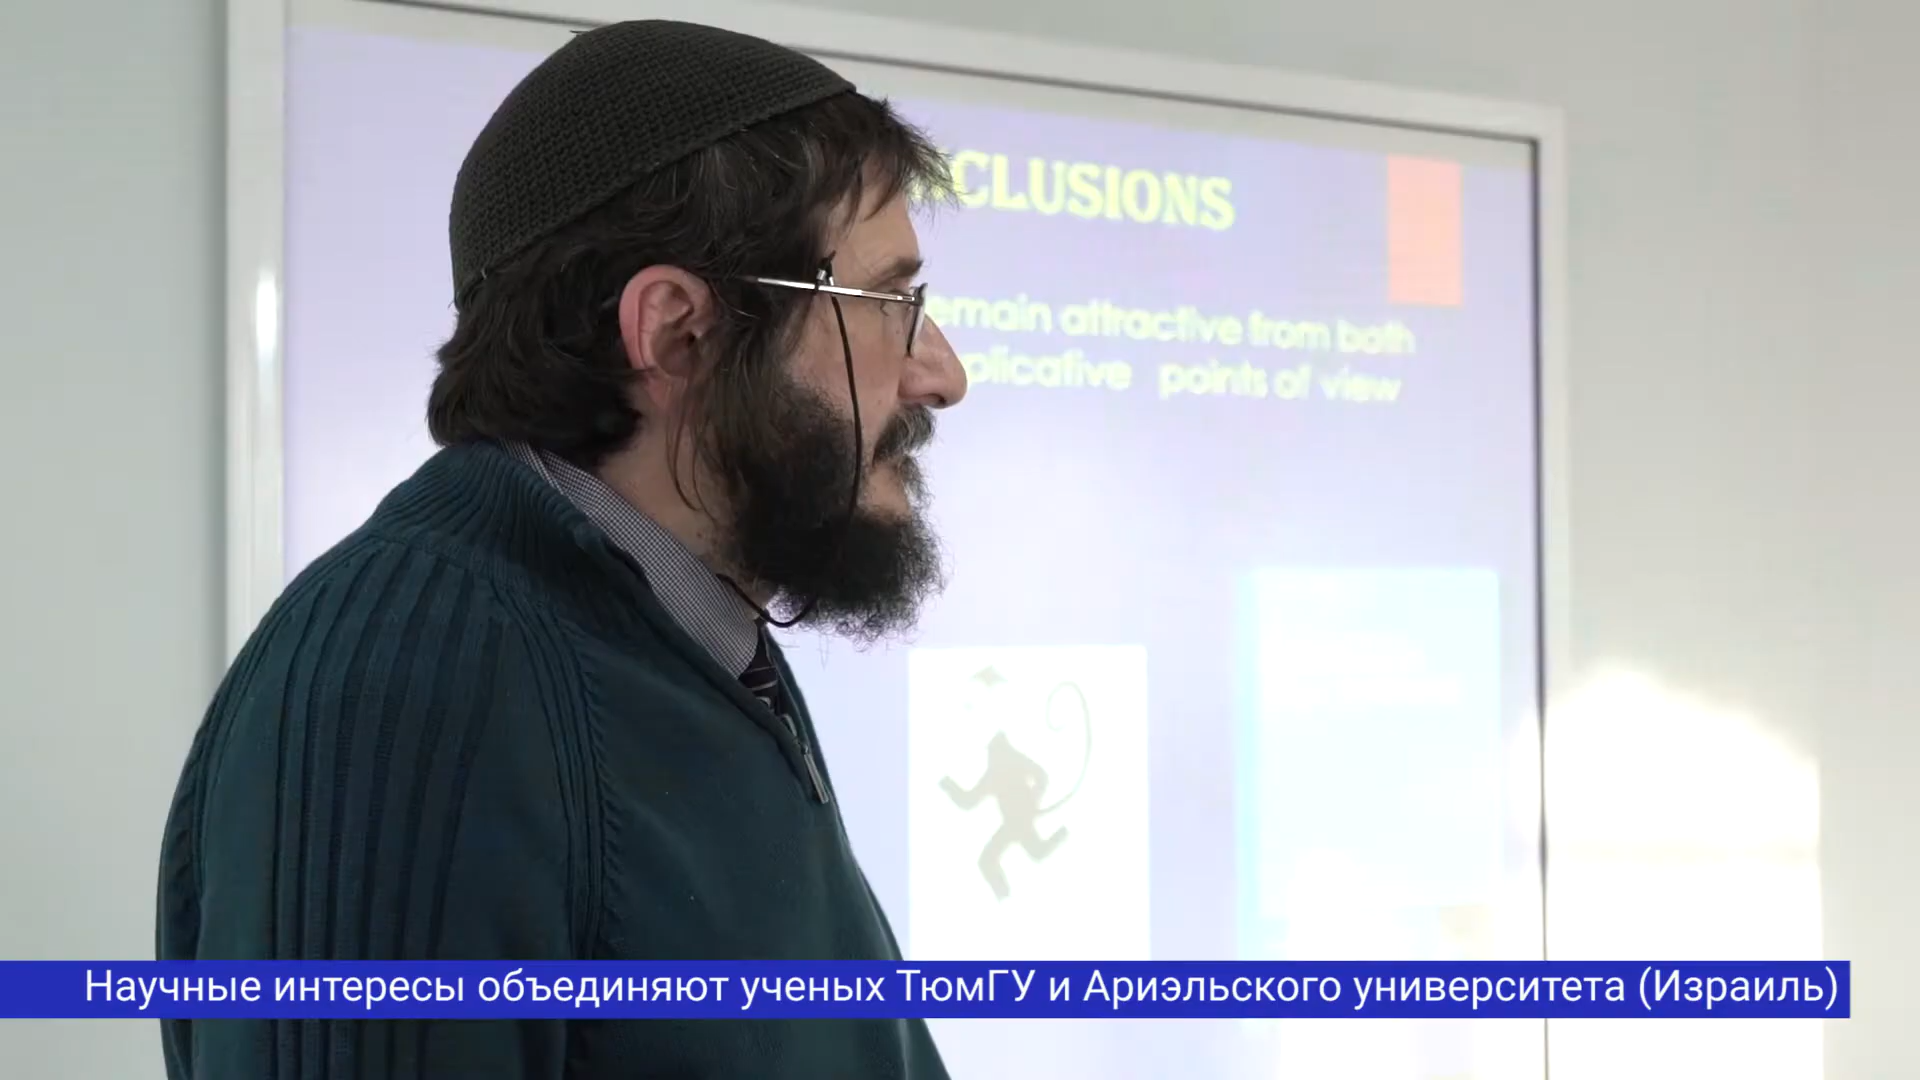 CLUSIONS
emain attractive from both
plicative points of view
Научные интересы объединяют ученых ТюмГУ и Ариэльского университета (Израиль)